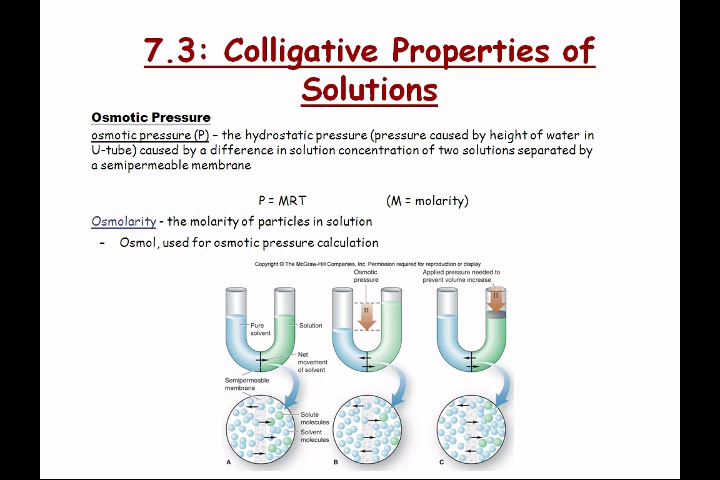 7.3: Colligative Properties of
Solutions
Osmotic Pressure
osmotic pressure (P) – the hydrostatic pressure (pressure caused by height of water in
U-tube) caused by a difference in solution concentration of two solutions separated by
a semipermeable membrane
P = MRT (M = molarity)
Osmolarity - the molarity of particles in solution
– Osmol, used for osmotic pressure calculation
Copyright © The McGraw-Hill Companies, Inc. Permission required for reproduction or display
Osmotic
pressure
Applied pressure needed to
prevent volume increase
Π
Π
Pure
solvent
Solution
Net
movement
of solvent
Semipermeable
membrane
Solute
molecules
Solvent
molecules
A
B
C